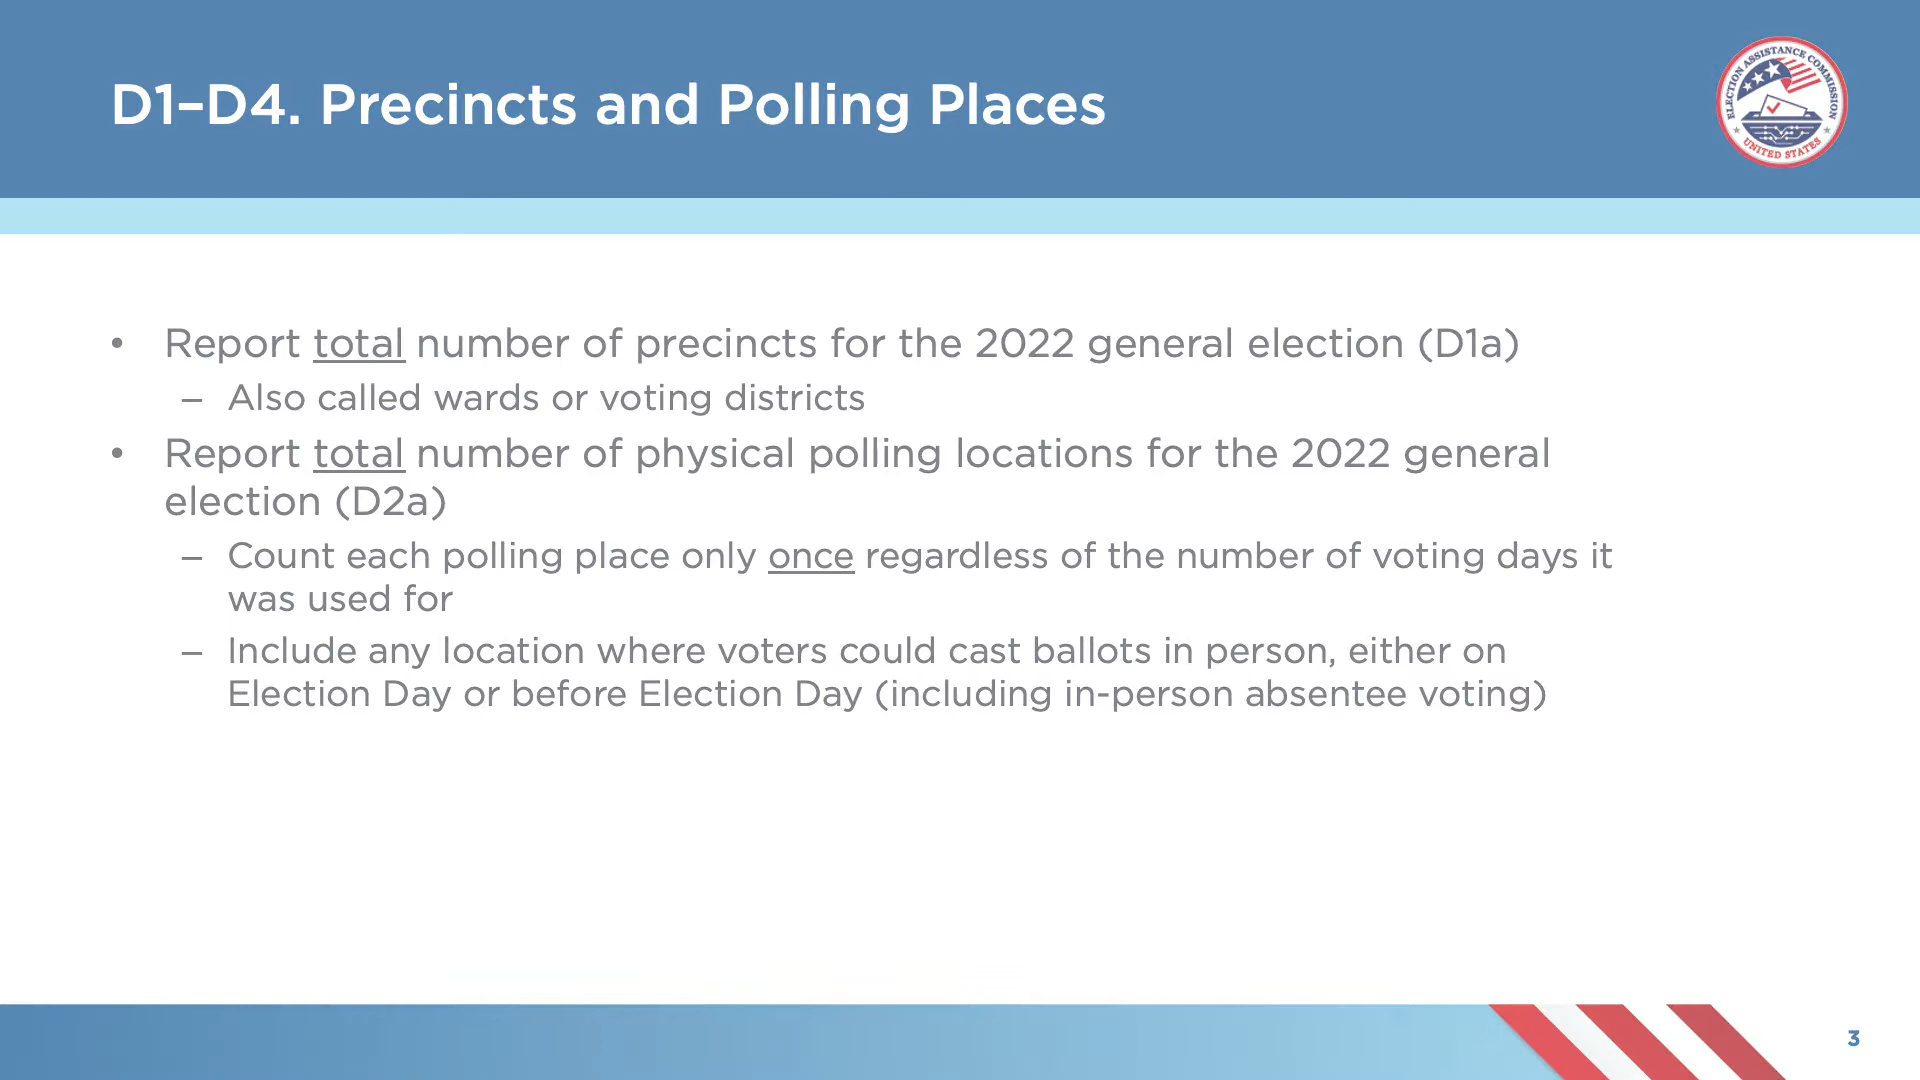 D1–D4. Precincts and Polling Places
ELECTION ASSISTANCE COMMISSION
UNITED STATES
• Report total number of precincts for the 2022 general election (D1a)
– Also called wards or voting districts
• Report total number of physical polling locations for the 2022 general
election (D2a)
– Count each polling place only once regardless of the number of voting days it
was used for
– Include any location where voters could cast ballots in person, either on
Election Day or before Election Day (including in-person absentee voting)
3